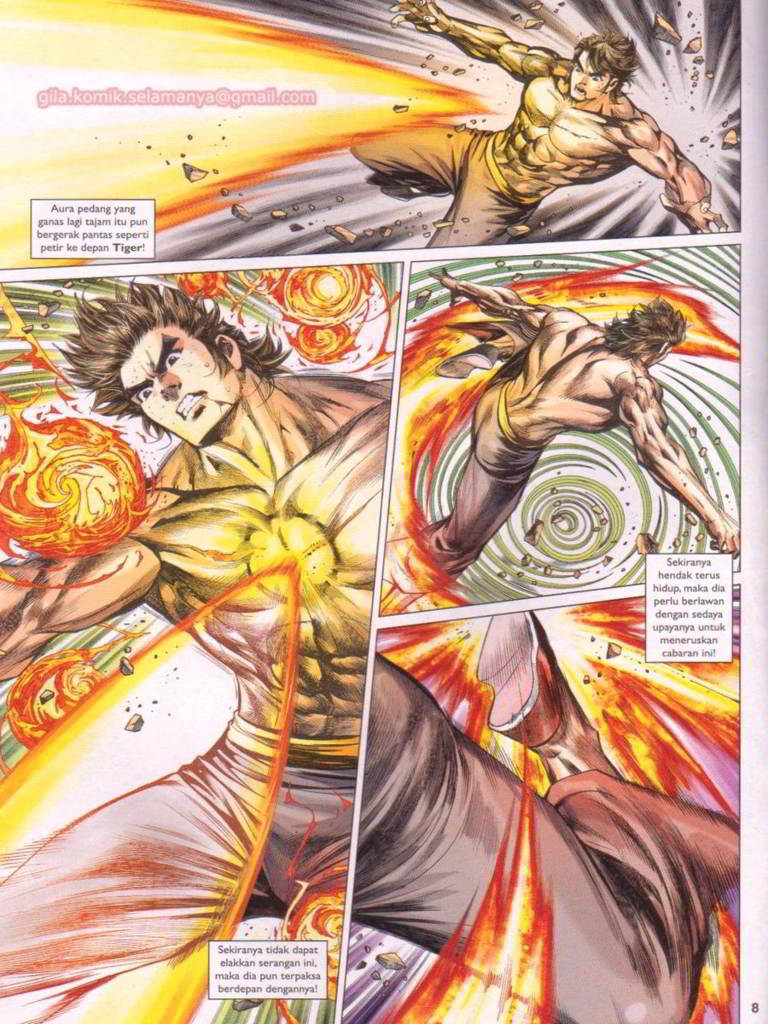 gila.komik.selamanya@gmail.com
Aura pedang yang
ganas lagi tajam itu pun
bergerak pantas seperti
petir ke depan Tiger!
Sekiranya
hendak terus
hidup, maka dia
perlu berlawan
dengan sedaya
upayanya untuk
meneruskan
cabaran ini!
Sekiranya tidak dapat
elakkan serangan ini,
maka dia pun terpaksa
berdepan dengannya!
8